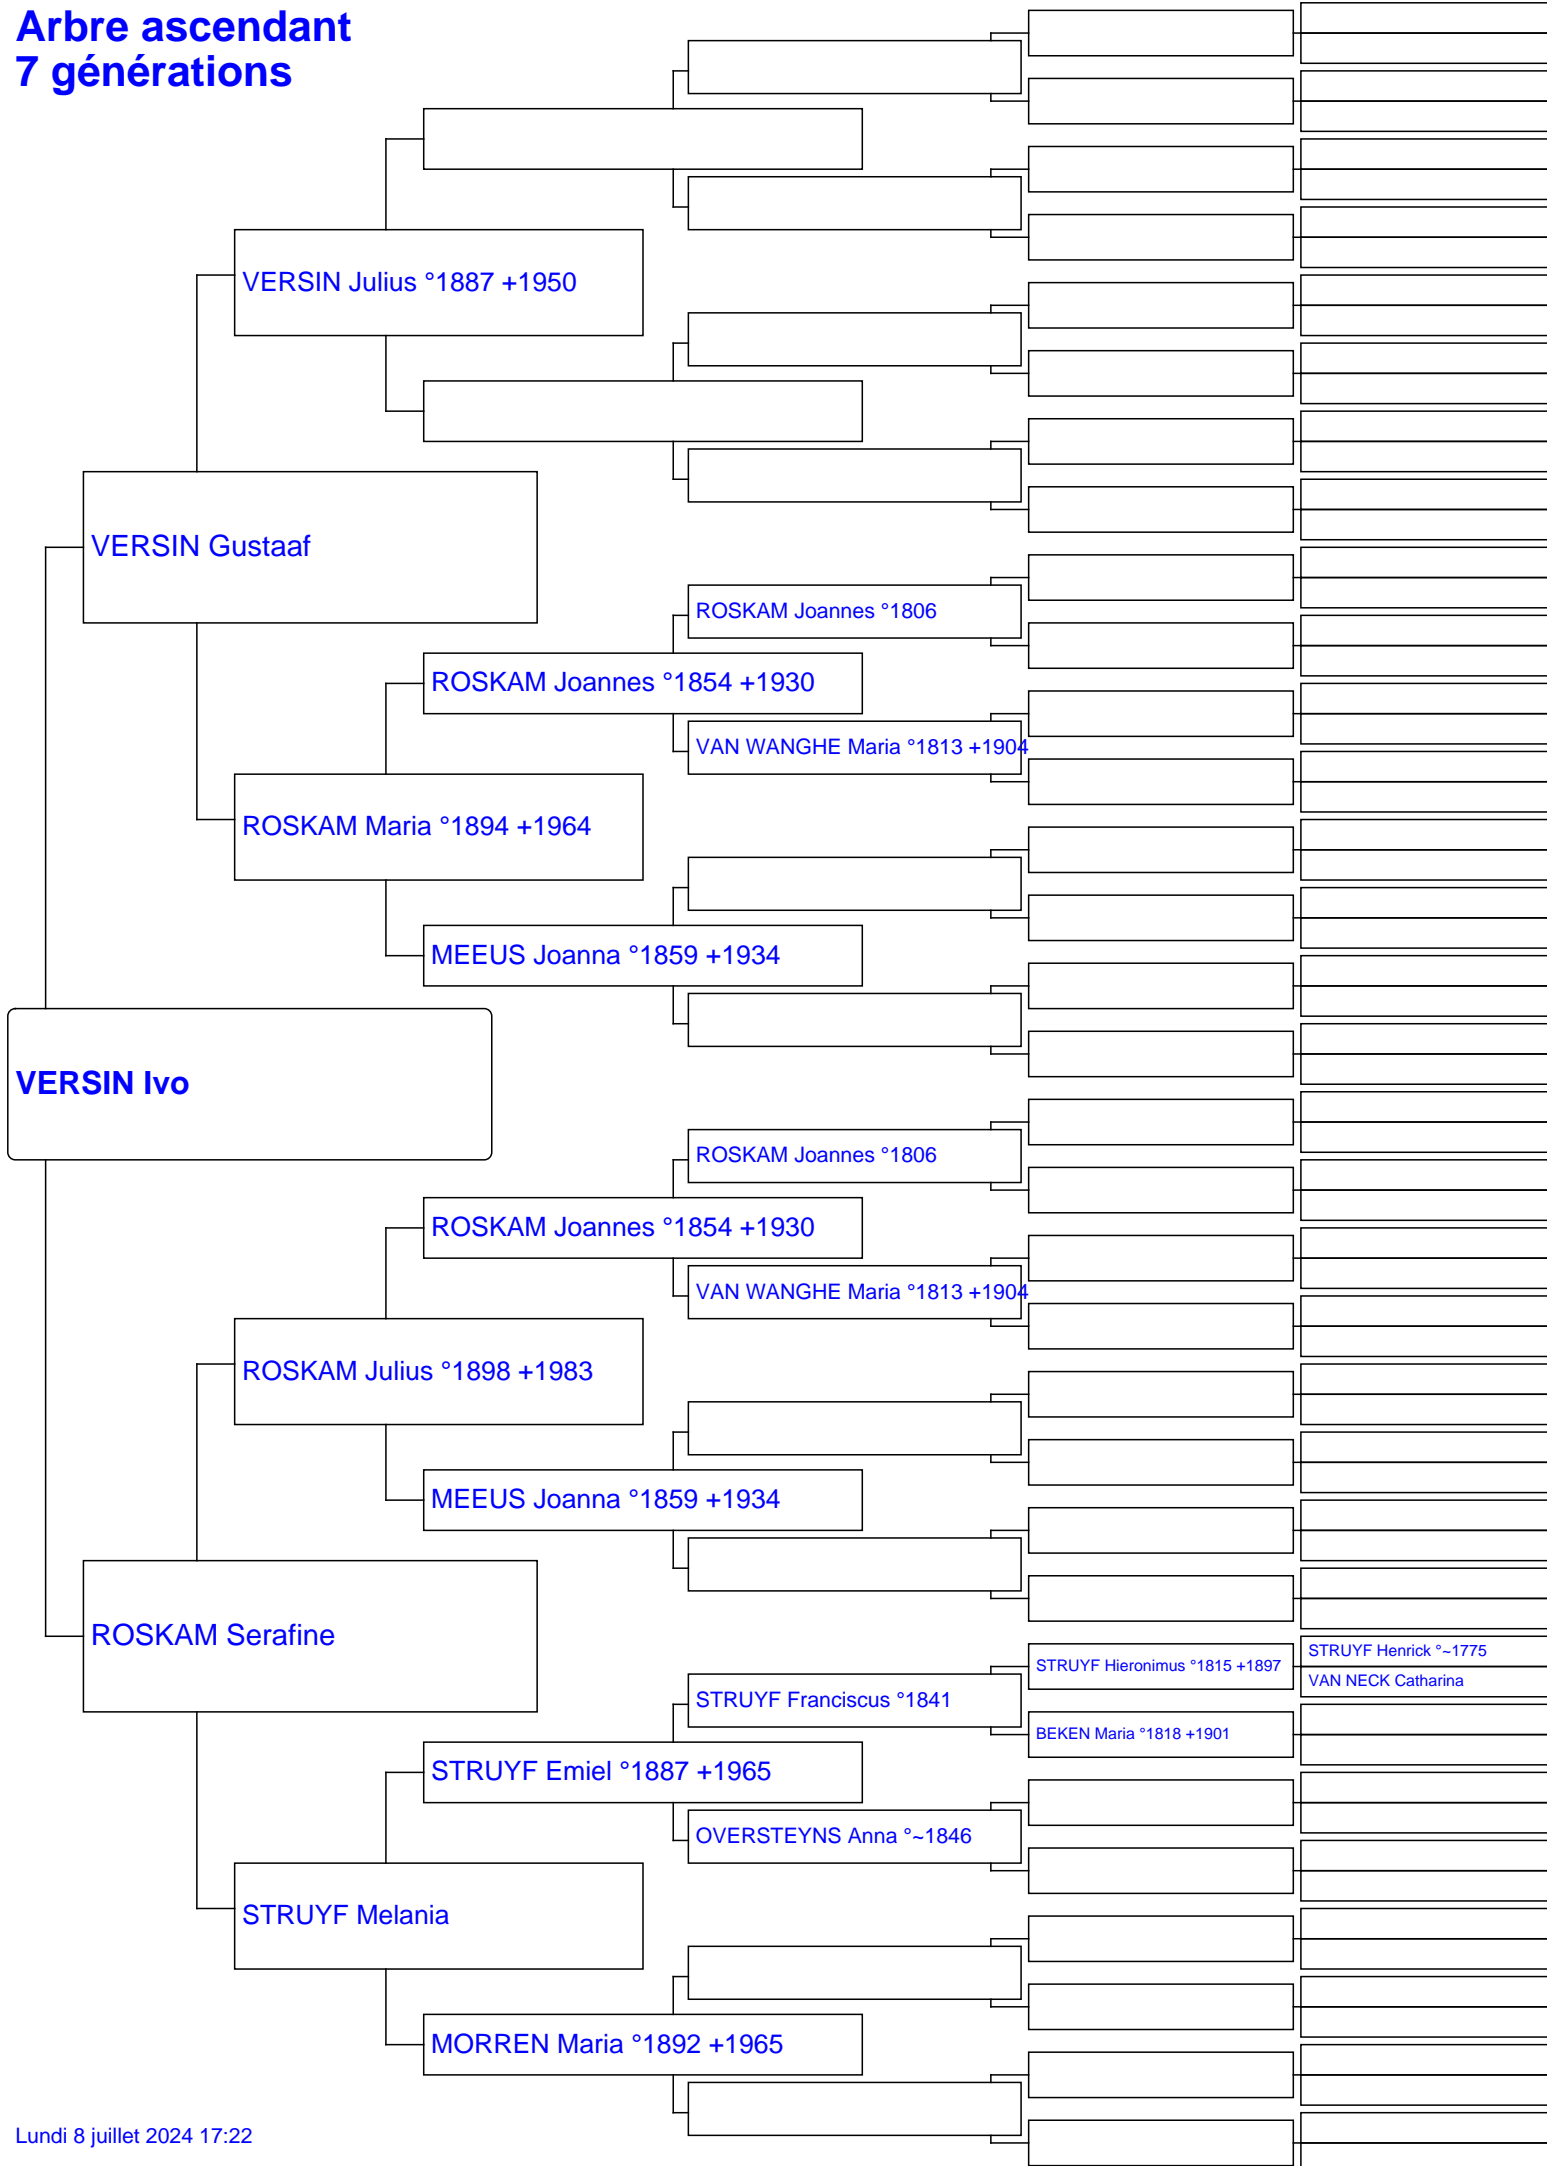 Arbre ascendant
7 générations
VERSIN Julius °1887 +1950
VERSIN Gustaaf
ROSKAM Joannes °1806
ROSKAM Joannes °1854 +1930
VAN WANGHE Maria °1813 +1904
ROSKAM Maria °1894 +1964
MEEUS Joanna °1859 +1934
VERSIN Ivo
ROSKAM Joannes °1806
ROSKAM Joannes °1854 +1930
VAN WANGHE Maria °1813 +1904
ROSKAM Julius °1898 +1983
MEEUS Joanna °1859 +1934
ROSKAM Serafine
STRUYF Henrick °~1775
STRUYF Hieronimus °1815 +1897
VAN NECK Catharina
STRUYF Franciscus °1841
BEKEN Maria °1818 +1901
STRUYF Emiel °1887 +1965
OVERSTEYNS Anna °~1846
STRUYF Melania
MORREN Maria °1892 +1965
Lundi 8 juillet 2024 17:22